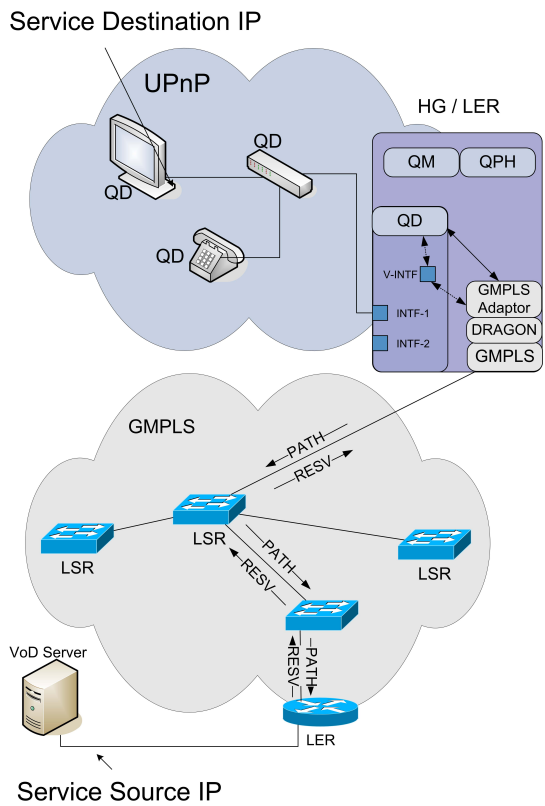 Service Destination IP
UPnP
HG / LER
QD
QM
QPH
QD
QD
QD
V-INTF
GMPLS
Adaptor
INTF-1
DRAGON
INTF-2
GMPLS
GMPLS
PATH
RESV
LSR
PATH
RESV
LSR
LSR
VoD Server
RESV
PATH
LER
Service Source IP